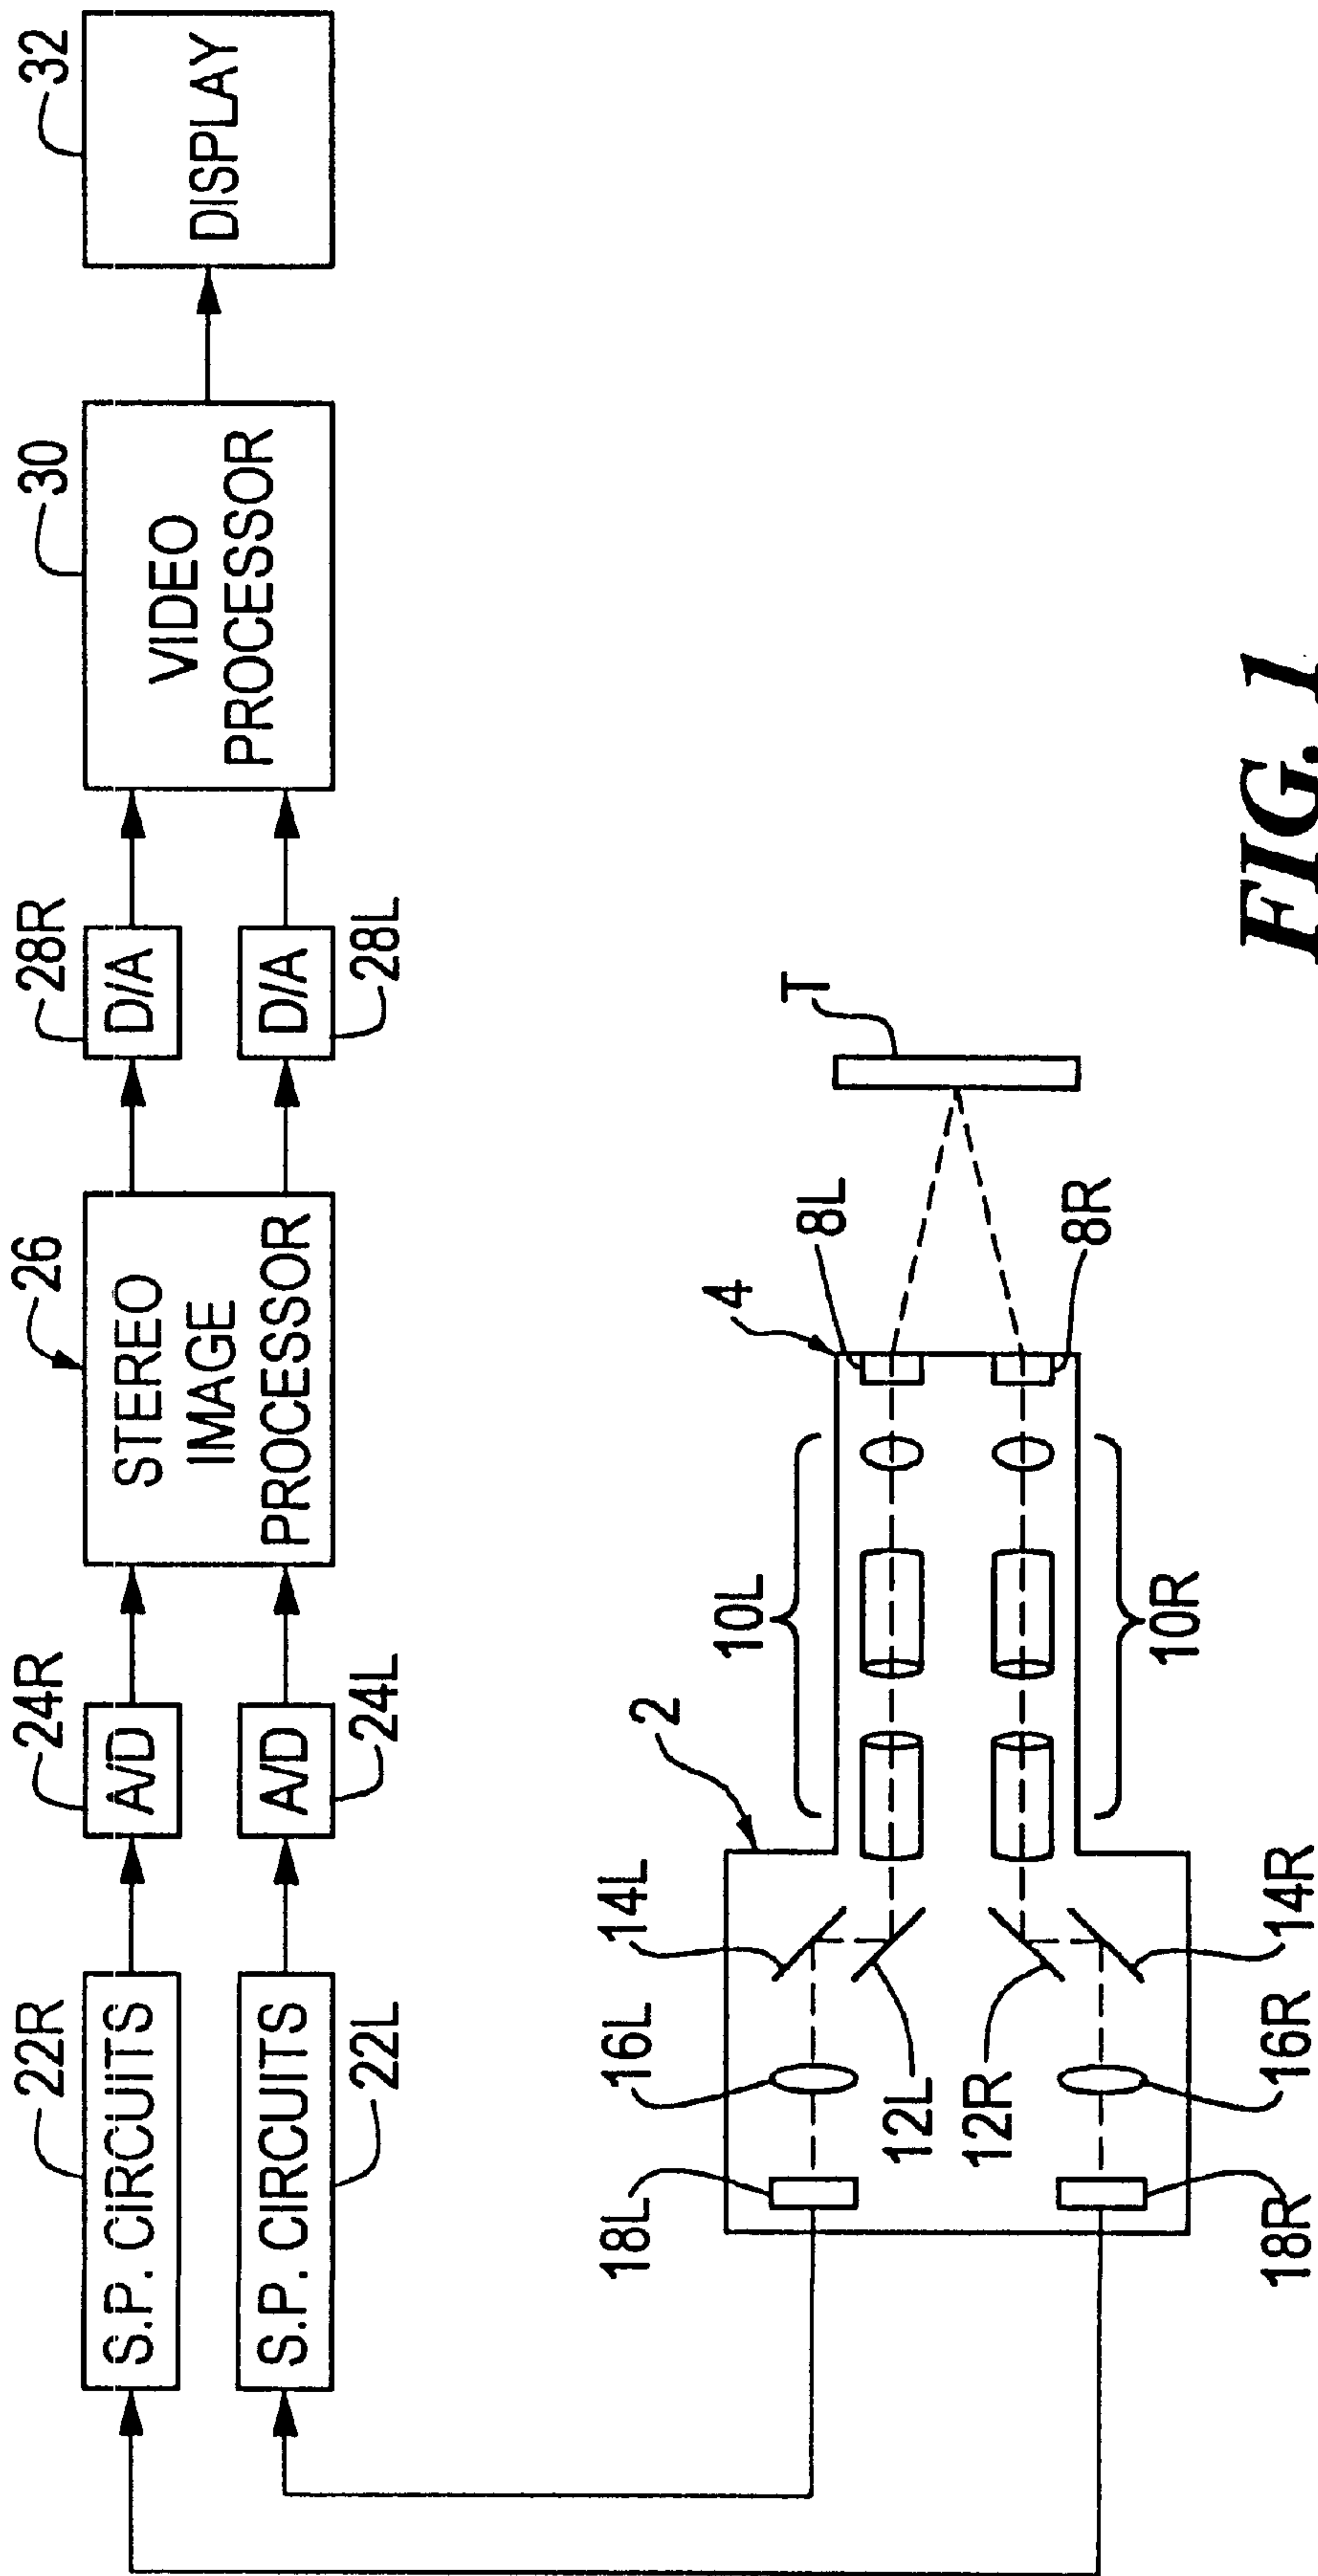 22R
24R
26
28R
30
32
S.P. CIRCUITS
A/D
STEREO
IMAGE
PROCESSOR
D/A
VIDEO
PROCESSOR
DISPLAY
S.P. CIRCUITS
A/D
D/A
22L
24L
28L
18L
16L
14L
2
10L
4
8L
T
12L
12R
18R
16R
14R
10R
8R
FIG. 1